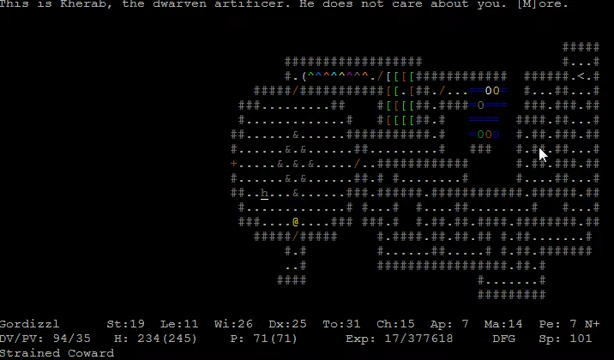 This is Kherab, the dwarven artificer. He does not care about you. [M]ore.
Gordizzl St:19 Le:11 Wi:26 Dx:25 To:31 Ch:15 Ap: 7 Ma:14 Pe: 7 N+
DV/PV: 94/35 H: 234(245) P: 71(71) Exp: 17/377618 DFG Sp: 101
Strained Coward